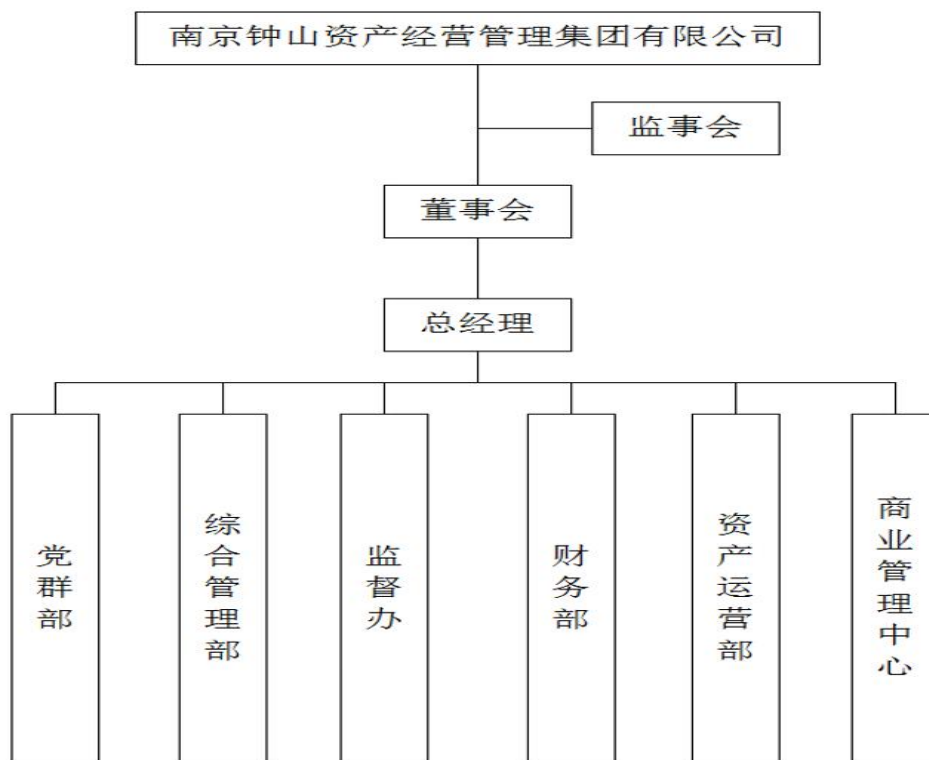 南京钟山资产经营管理集团有限公司
监事会
董事会
总经理
党群部
综合管理部
监督办
财务部
资产运营部
商业管理中心